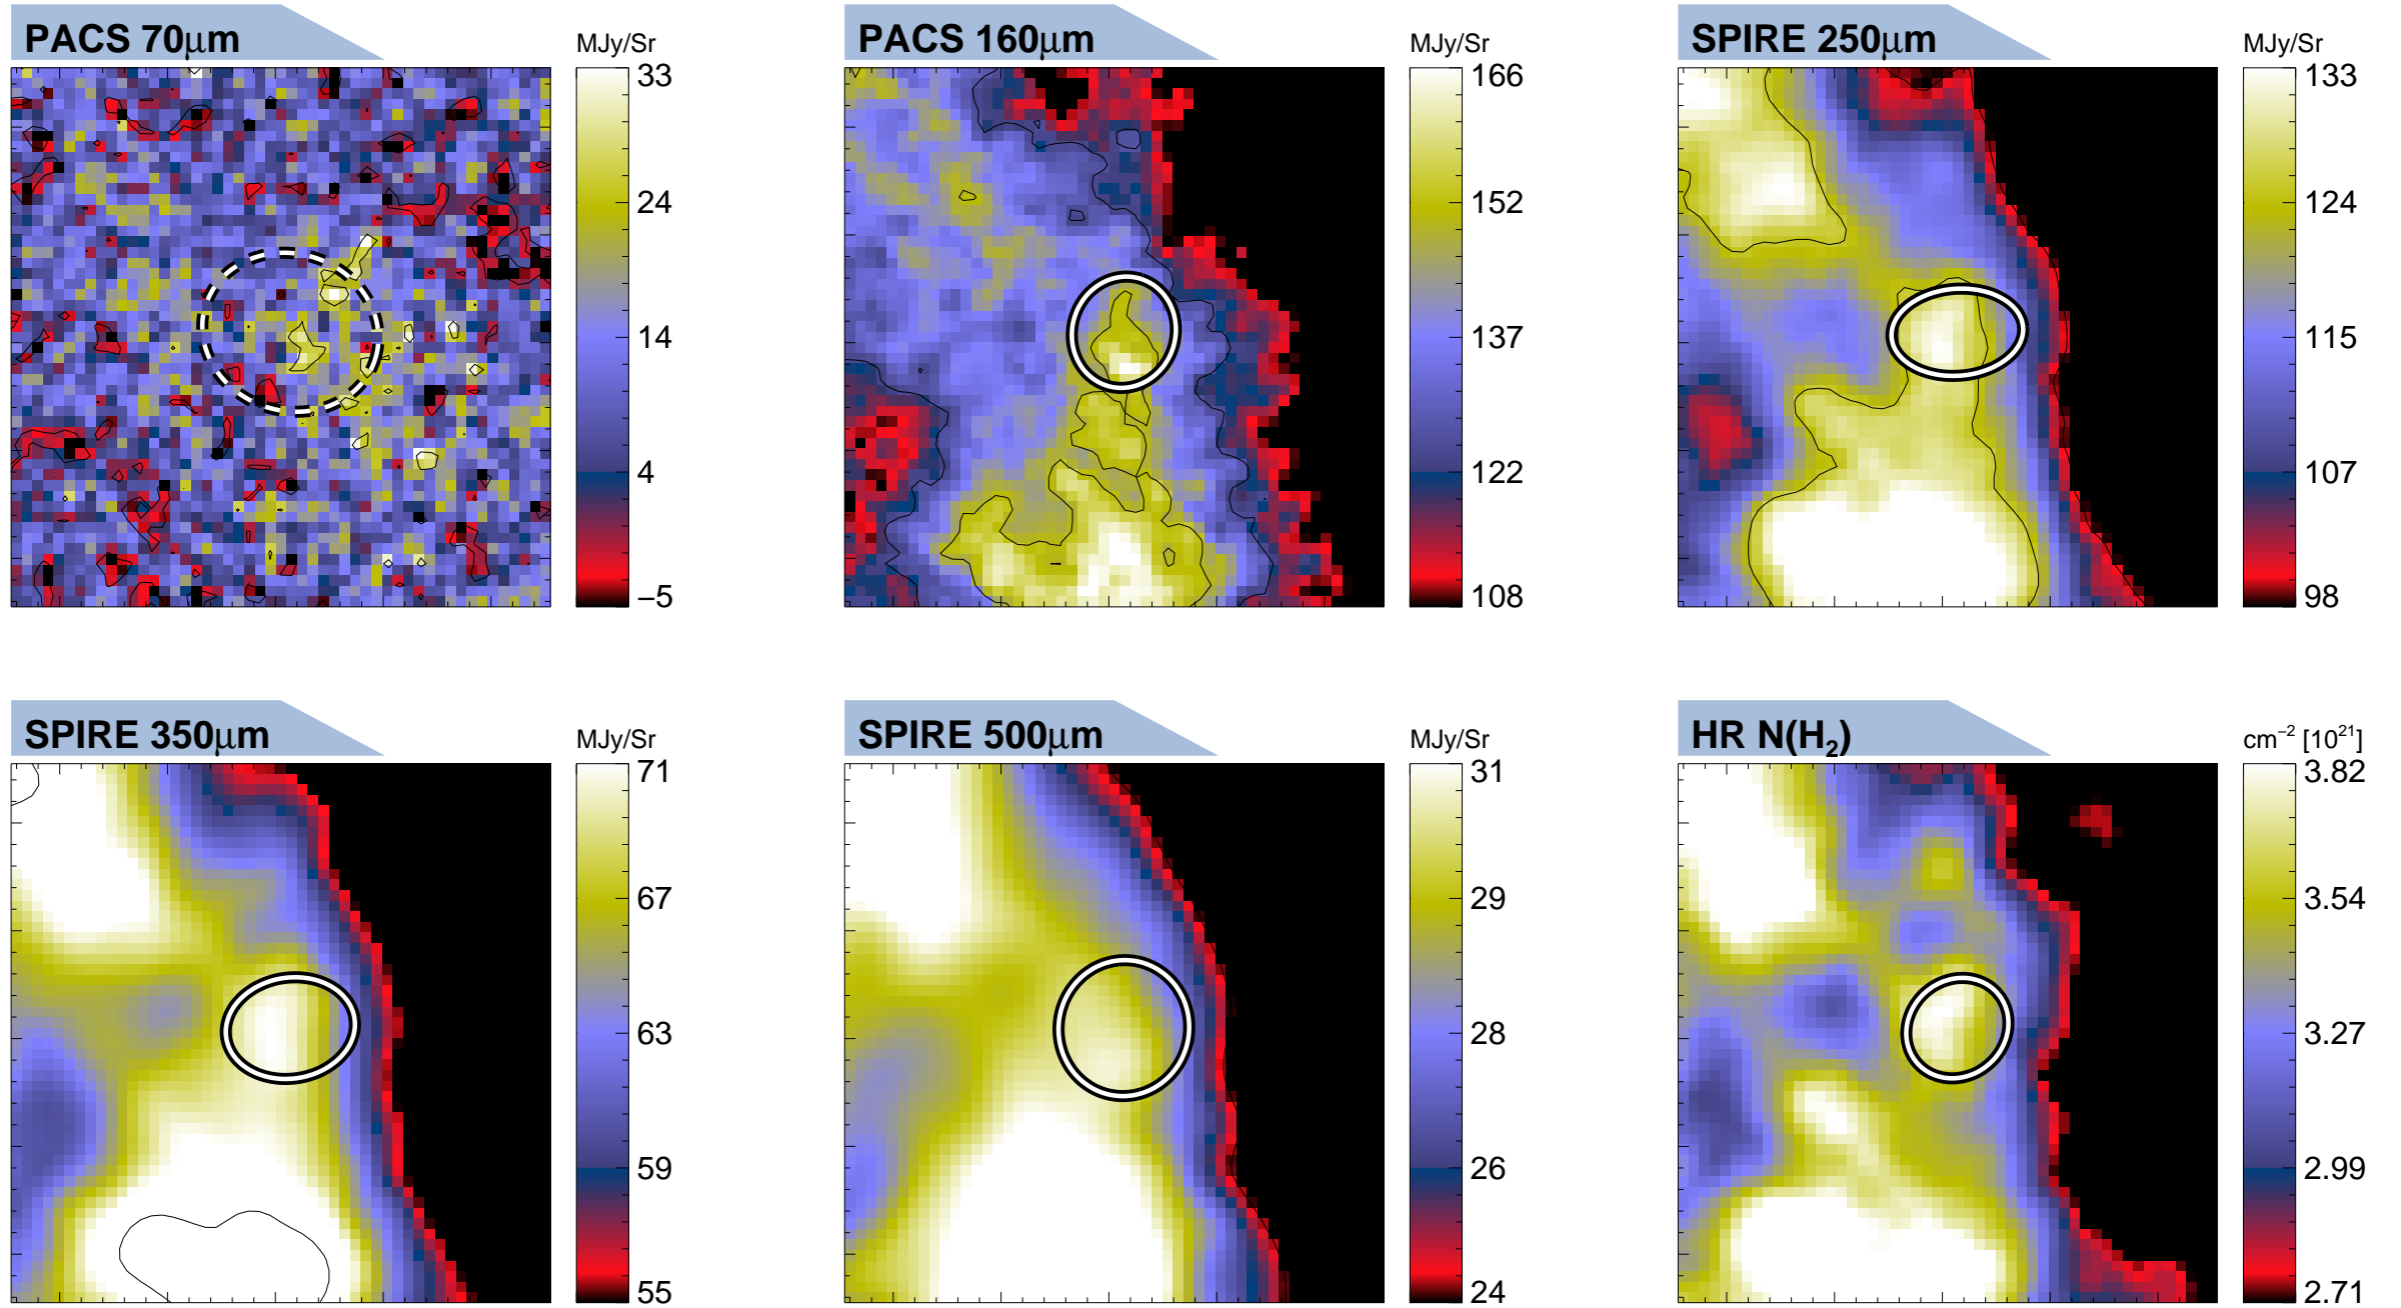 PACS 70μm
MJy/Sr
33
24
14
4
−5
PACS 160μm
MJy/Sr
166
152
137
122
108
SPIRE 250μm
MJy/Sr
133
124
115
107
98
SPIRE 350μm
MJy/Sr
71
67
63
59
55
SPIRE 500μm
MJy/Sr
31
29
28
26
24
HR N(H₂)
cm⁻² [10²¹]
3.82
3.54
3.27
2.99
2.71